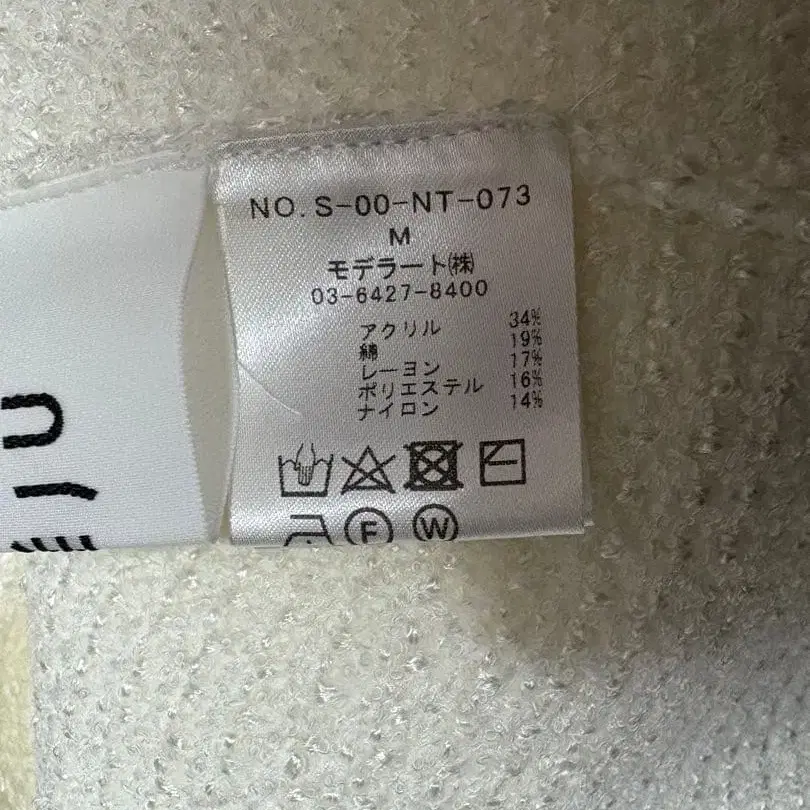 NO. S-00-NT-073
M
モデラート㈱
03-6427-8400
アクリル 34%
綿 19%
レーヨン 17%
ポリエステル 16%
ナイロン 14%
F W